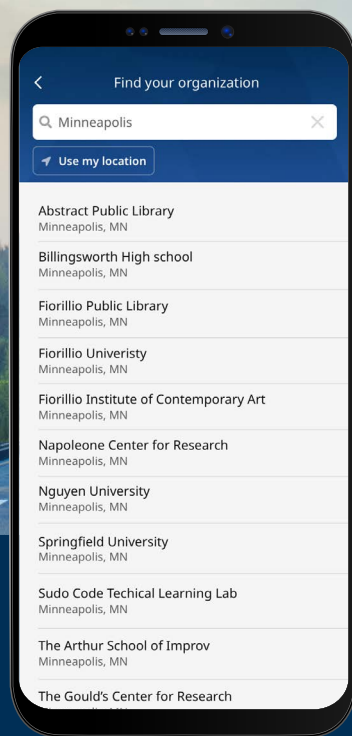 Find your organization
Minneapolis
Use my location
Abstract Public Library
Minneapolis, MN
Billingsworth High school
Minneapolis, MN
Fiorillio Public Library
Minneapolis, MN
Fiorillio Univeristy
Minneapolis, MN
Fiorillio Institute of Contemporary Art
Minneapolis, MN
Napoleone Center for Research
Minneapolis, MN
Nguyen University
Minneapolis, MN
Springfield University
Minneapolis, MN
Sudo Code Techical Learning Lab
Minneapolis, MN
The Arthur School of Improv
Minneapolis, MN
The Gould's Center for Research